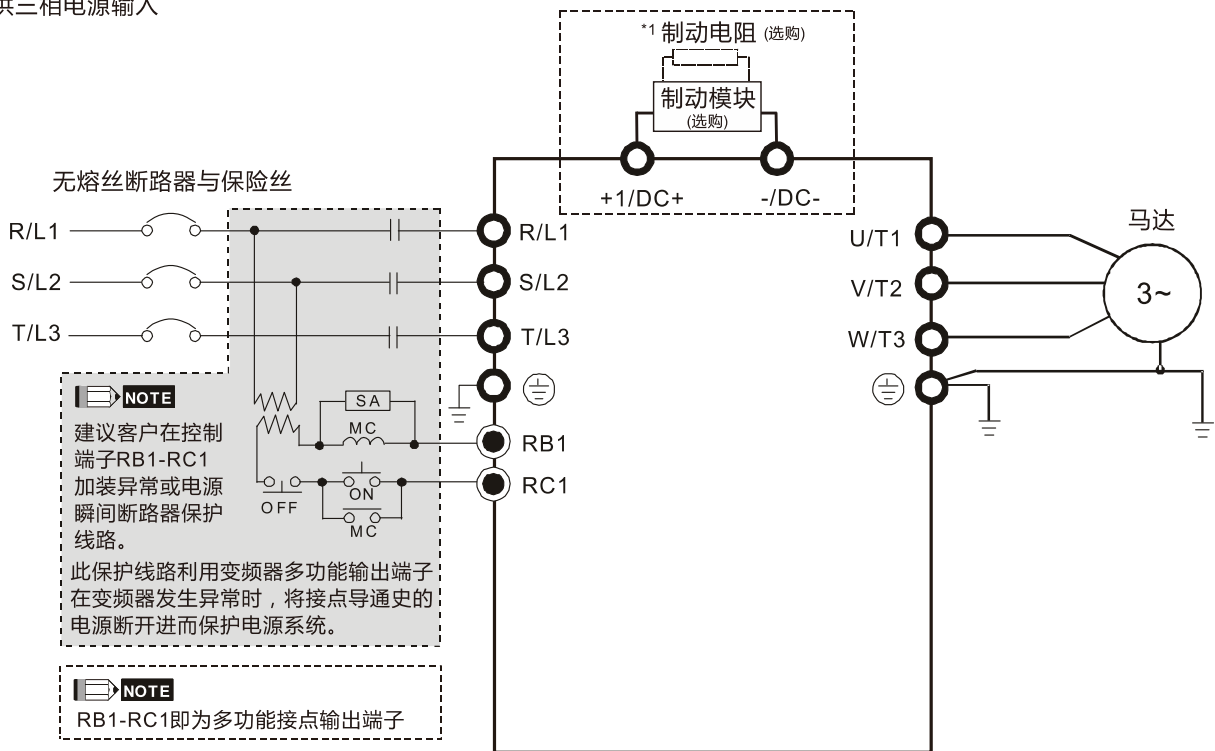 供三相电源输入
*1 制动电阻 (选购)
制动模块
(选购)
+1/DC+
-/DC-
无熔丝断路器与保险丝
R/L1
S/L2
T/L3
R/L1
S/L2
T/L3
RB1
RC1
U/T1
V/T2
W/T3
马达
3~
SA
MC
ON
OFF
MC
NOTE
建议客户在控制
端子RB1-RC1
加装异常或电源
瞬间断路器保护
线路。
此保护线路利用变频器多功能输出端子
在变频器发生异常时，将接点导通史的
电源断开进而保护电源系统。
NOTE
RB1-RC1即为多功能接点输出端子